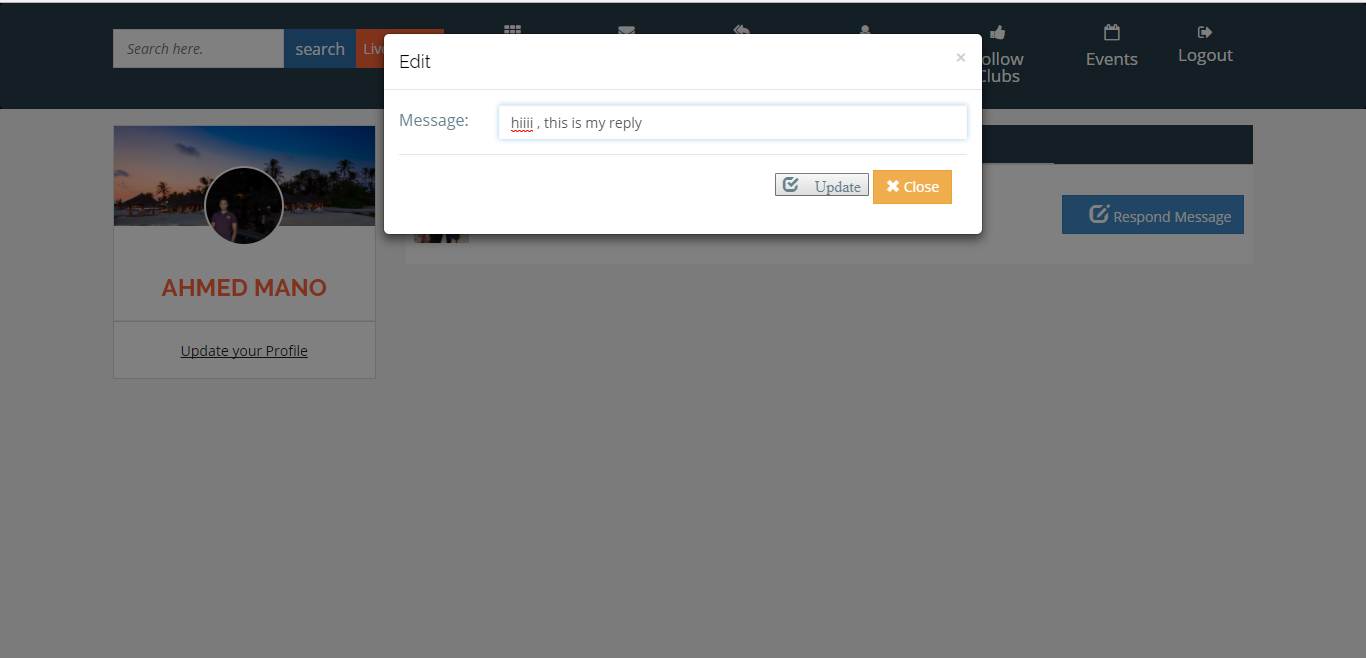 Search here.
search
Live
Edit
×
ollow
Clubs
Events
Logout
Message:
hiiii , this is my reply
Update
Close
Respond Message
AHMED MANO
Update your Profile